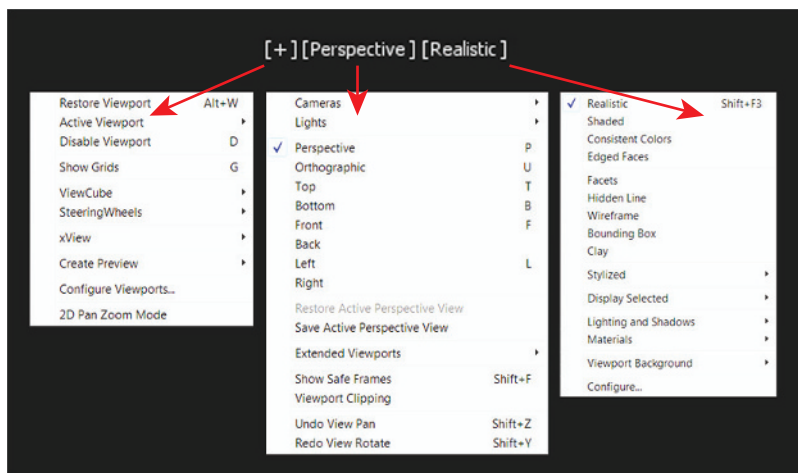 [+] [Perspective] [Realistic]
Restore Viewport Alt+W
Active Viewport
Disable Viewport D
Show Grids G
ViewCube
SteeringWheels
xView
Create Preview
Configure Viewports...
2D Pan Zoom Mode
Cameras
Lights
Perspective P
Orthographic U
Top T
Bottom B
Front F
Back
Left L
Right
Restore Active Perspective View
Save Active Perspective View
Extended Viewports
Show Safe Frames Shift+F
Viewport Clipping
Undo View Pan Shift+Z
Redo View Rotate Shift+Y
Realistic Shift+F3
Shaded
Consistent Colors
Edged Faces
Facets
Hidden Line
Wireframe
Bounding Box
Clay
Stylized
Display Selected
Lighting and Shadows
Materials
Viewport Background
Configure...